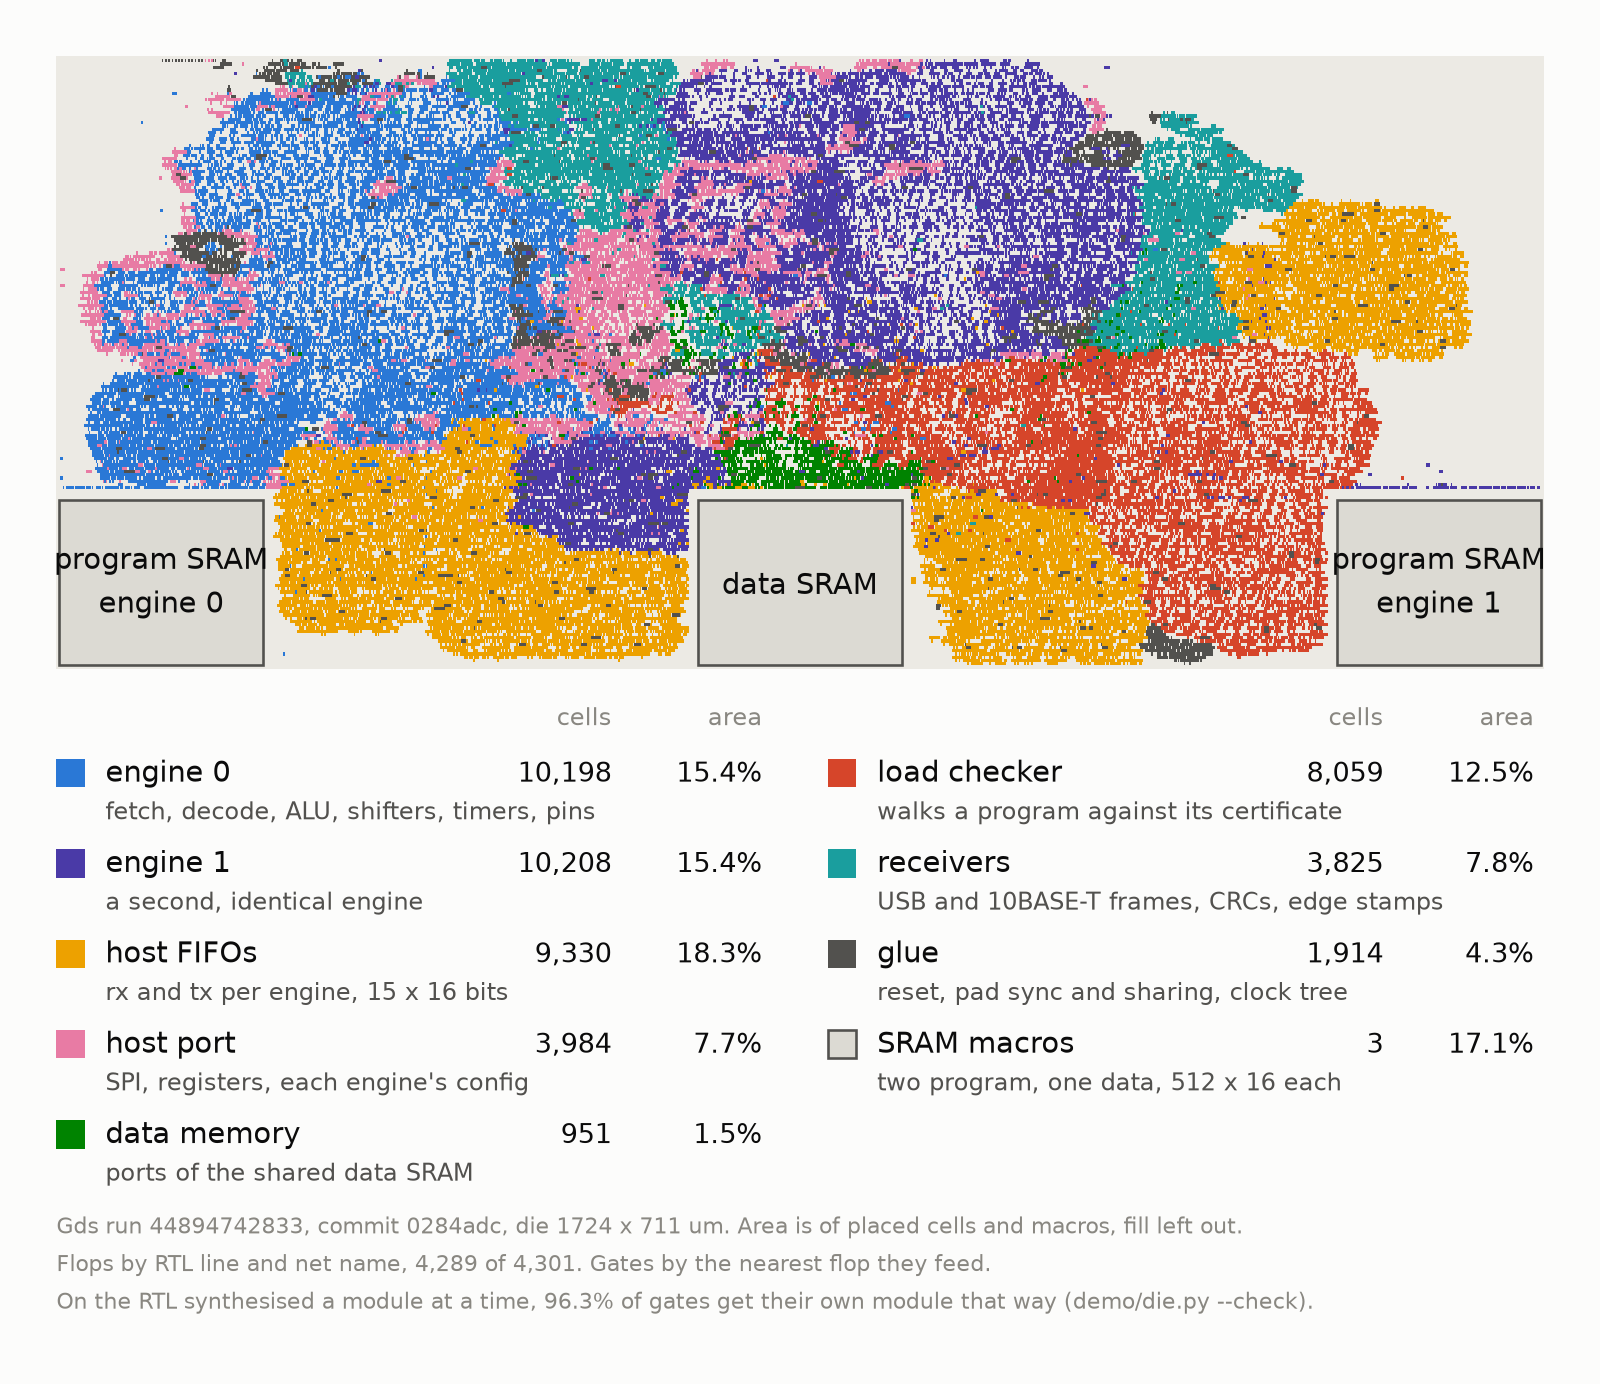 program SRAM
engine 0
data SRAM
program SRAM
engine 1
cells area
engine 0 10,198 15.4%
fetch, decode, ALU, shifters, timers, pins
engine 1 10,208 15.4%
a second, identical engine
host FIFOs 9,330 18.3%
rx and tx per engine, 15 x 16 bits
host port 3,984 7.7%
SPI, registers, each engine's config
data memory 951 1.5%
ports of the shared data SRAM
cells area
load checker 8,059 12.5%
walks a program against its certificate
receivers 3,825 7.8%
USB and 10BASE-T frames, CRCs, edge stamps
glue 1,914 4.3%
reset, pad sync and sharing, clock tree
SRAM macros 3 17.1%
two program, one data, 512 x 16 each
Gds run 44894742833, commit 0284adc, die 1724 x 711 um. Area is of placed cells and macros, fill left out.
Flops by RTL line and net name, 4,289 of 4,301. Gates by the nearest flop they feed.
On the RTL synthesised a module at a time, 96.3% of gates get their own module that way (demo/die.py --check).